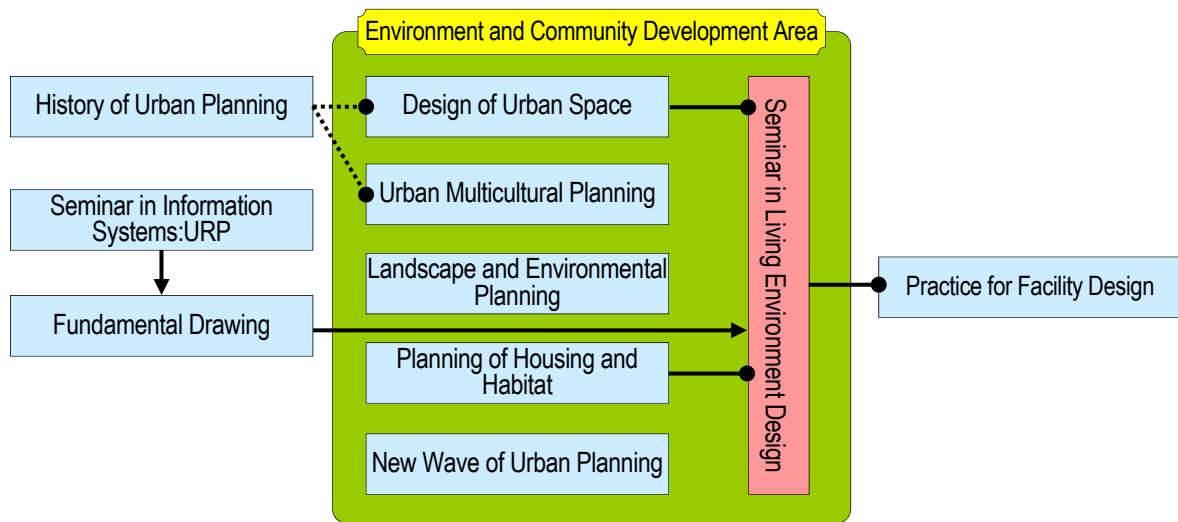 Environment and Community Development Area
History of Urban Planning
Design of Urban Space
Urban Multicultural Planning
Seminar in Information
Systems:URP
Landscape and Environmental
Planning
Fundamental Drawing
Planning of Housing and
Habitat
New Wave of Urban Planning
Seminar in Living Environment Design
Practice for Facility Design